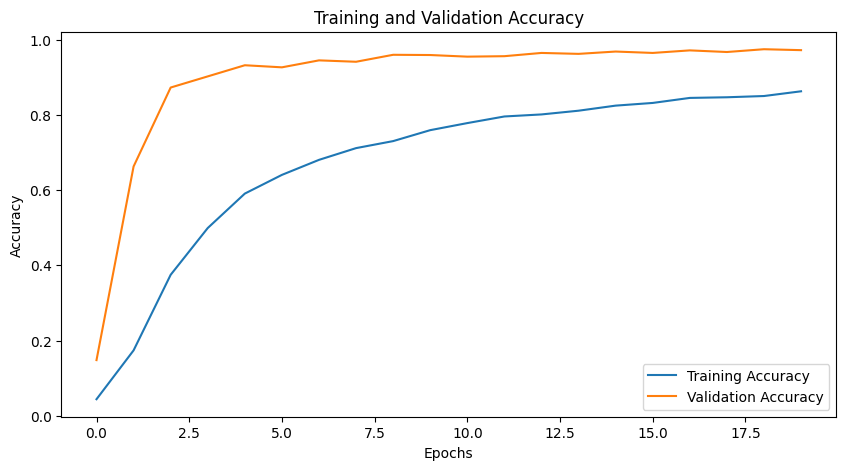 Training and Validation Accuracy
1.0
0.8
0.6
0.4
0.2
0.0
Accuracy
0.0 2.5 5.0 7.5 10.0 12.5 15.0 17.5
Epochs
Training Accuracy
Validation Accuracy